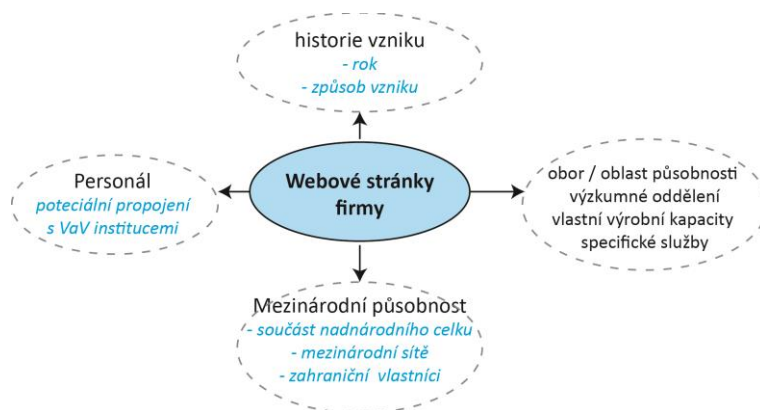 historie vzniku
- rok
- způsob vzniku
Personál
poteciální propojení
s VaV institucemi
Webové stránky
firmy
obor / oblast působnosti
výzkumné oddělení
vlastní výrobní kapacity
specifické služby
Mezinárodní působnost
- součást nadnárodního celku
- mezinárodní sítě
- zahraniční vlastníci